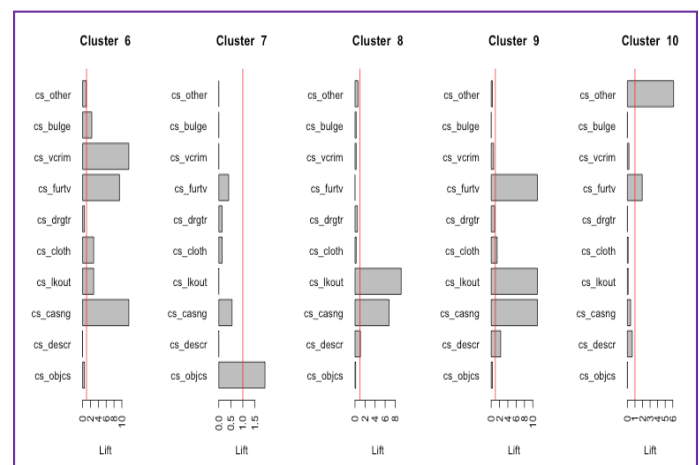 Cluster 6
cs_other
cs_bulge
cs_vcrim
cs_furtv
cs_drgtr
cs_cloth
cs_lkout
cs_casng
cs_descr
cs_objcs
0 2 4 6 8 10
Lift
Cluster 7
cs_other
cs_bulge
cs_vcrim
cs_furtv
cs_drgtr
cs_cloth
cs_lkout
cs_casng
cs_descr
cs_objcs
0.0 0.5 1.0 1.5
Lift
Cluster 8
cs_other
cs_bulge
cs_vcrim
cs_furtv
cs_drgtr
cs_cloth
cs_lkout
cs_casng
cs_descr
cs_objcs
0 2 4 6 8
Lift
Cluster 9
cs_other
cs_bulge
cs_vcrim
cs_furtv
cs_drgtr
cs_cloth
cs_lkout
cs_casng
cs_descr
cs_objcs
0 2 4 6 8 10
Lift
Cluster 10
cs_other
cs_bulge
cs_vcrim
cs_furtv
cs_drgtr
cs_cloth
cs_lkout
cs_casng
cs_descr
cs_objcs
0 1 2 3 4 5 6
Lift